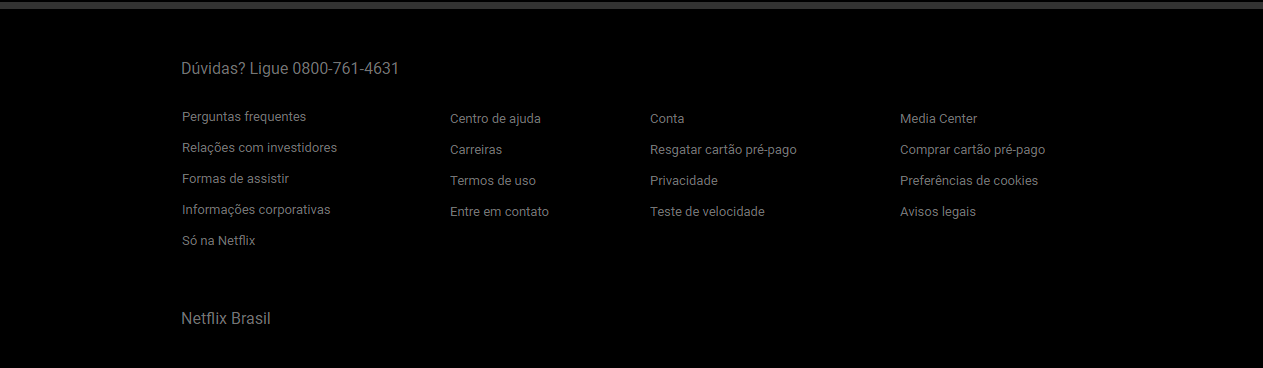 Dúvidas? Ligue 0800-761-4631
Perguntas frequentes
Relações com investidores
Formas de assistir
Informações corporativas
Só na Netflix
Centro de ajuda
Carreiras
Termos de uso
Entre em contato
Conta
Resgatar cartão pré-pago
Privacidade
Teste de velocidade
Media Center
Comprar cartão pré-pago
Preferências de cookies
Avisos legais
Netflix Brasil